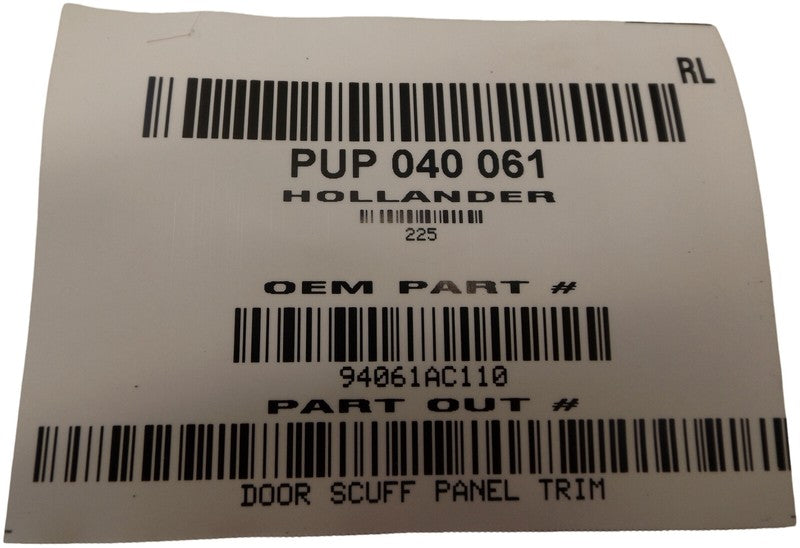 RL
PUP 040 061
HOLLANDER
225
OEM PART #
94061AC110
PART OUT #
DOOR SCUFF PANEL TRIM